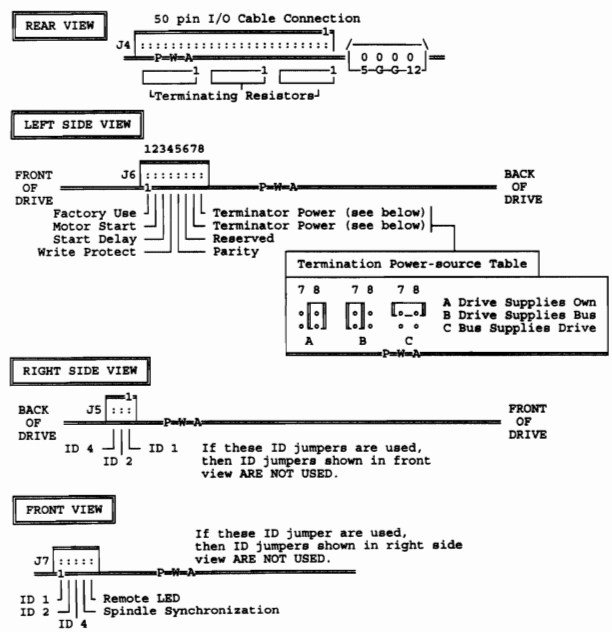 REAR VIEW
50 pin I/O Cable Connection
1
J4
P=W=A
0 0 0 0
5-G-G-12
1 1 1
Terminating Resistors
LEFT SIDE VIEW
12345678
FRONT OF DRIVE
J6
1
P=W=A
BACK OF DRIVE
Factory Use
Motor Start
Start Delay
Write Protect
Terminator Power (see below)
Terminator Power (see below)
Reserved
Parity
Termination Power-source Table
7 8 7 8 7 8
A Drive Supplies Own
B Drive Supplies Bus
C Bus Supplies Drive
A B C
P=W=A
RIGHT SIDE VIEW
1
BACK OF DRIVE
J5
P=W=A
FRONT OF DRIVE
ID 4
ID 2
ID 1
If these ID jumpers are used,
then ID jumpers shown in front
view ARE NOT USED.
FRONT VIEW
If these ID jumper are used,
then ID jumpers shown in right side
view ARE NOT USED.
J7
1
P=W=A
ID 1
ID 2
ID 4
Remote LED
Spindle Synchronization